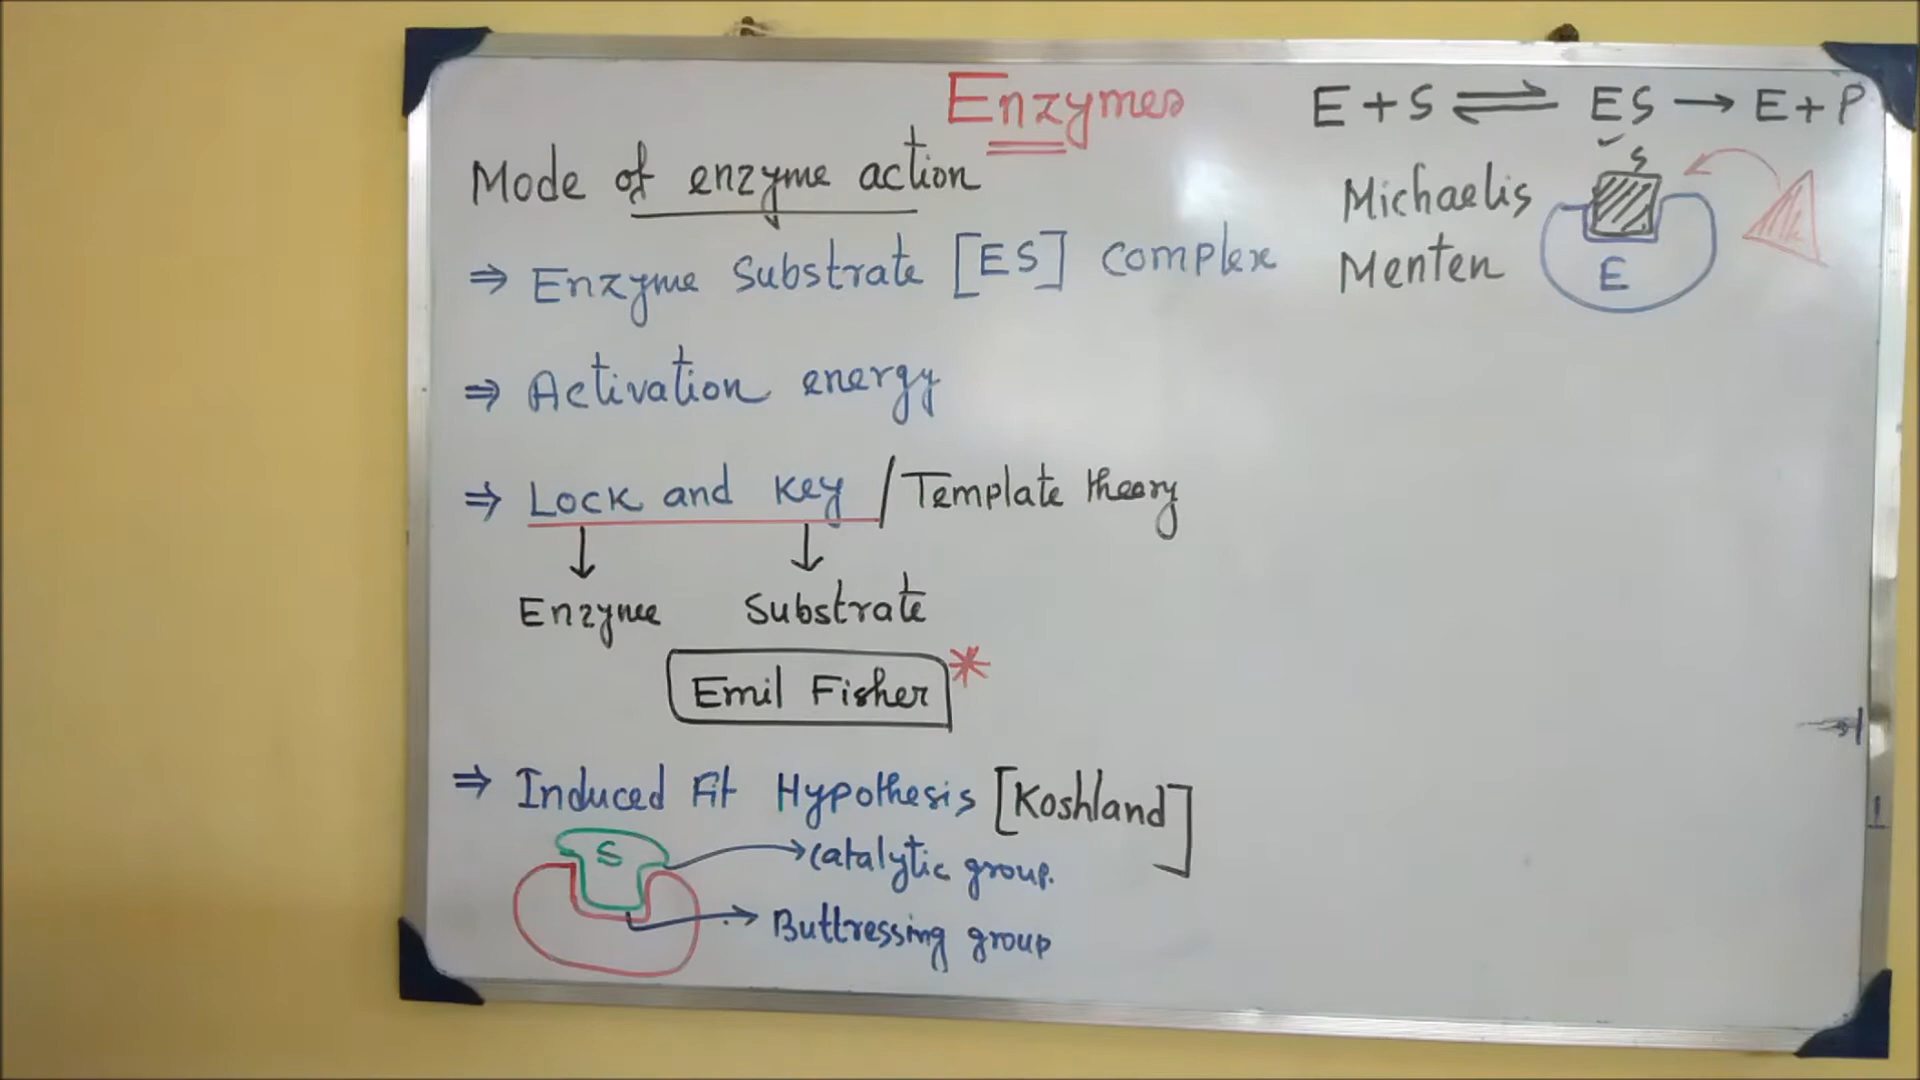 Enzymes
E + S ⇌ ES → E + P
Mode of enzyme action
Michaelis
Menten
S
E
⇒ Enzyme Substrate [ES] complex
⇒ Activation energy
⇒ Lock and key / Template theory
↓ ↓
Enzyme Substrate
Emil Fisher *
⇒ Induced Fit Hypothesis [Koshland]
S
→ catalytic group.
→ Buttressing group